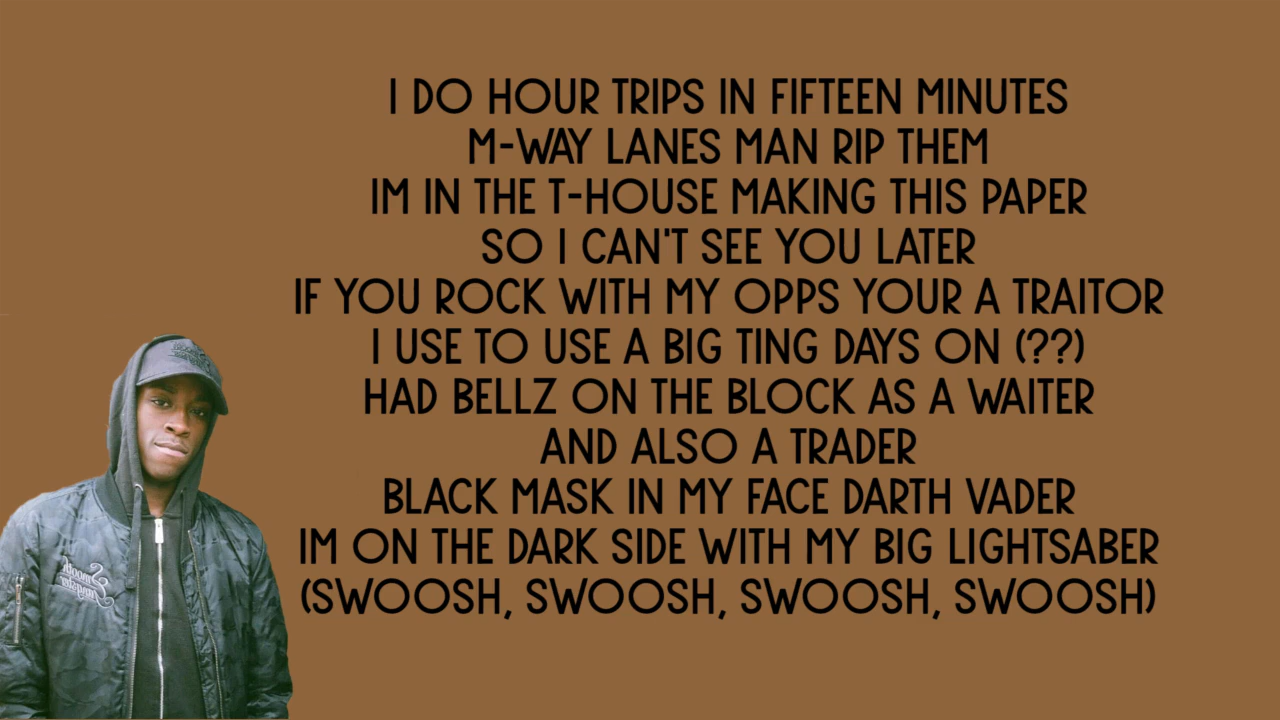 I DO HOUR TRIPS IN FIFTEEN MINUTES
M-WAY LANES MAN RIP THEM
IM IN THE T-HOUSE MAKING THIS PAPER
SO I CAN'T SEE YOU LATER
IF YOU ROCK WITH MY OPPS YOUR A TRAITOR
I USE TO USE A BIG TING DAYS ON (??)
HAD BELLZ ON THE BLOCK AS A WAITER
AND ALSO A TRADER
BLACK MASK IN MY FACE DARTH VADER
IM ON THE DARK SIDE WITH MY BIG LIGHTSABER
(SWOOSH, SWOOSH, SWOOSH, SWOOSH)
Smooth
Gangster